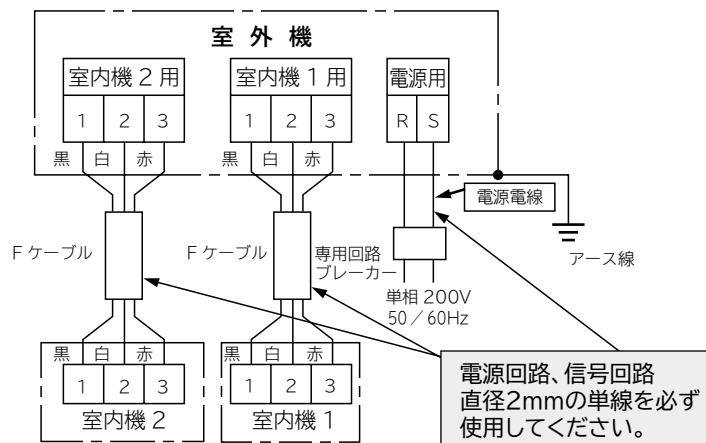 室 外 機
室内機 2 用 室内機 1 用 電源用
1 2 3 1 2 3 R S
黒 白 赤 黒 白 赤
電源電線
Fケーブル Fケーブル 専用回路
ブレーカー
アース線
単相 200V
50／60Hz
黒 白 赤 黒 白 赤
1 2 3 1 2 3
室内機 2 室内機 1
電源回路、信号回路
直径2mmの単線を必ず
使用してください。